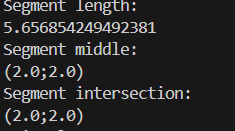 Segment length:
5.656854249492381
Segment middle:
(2.0;2.0)
Segment intersection:
(2.0;2.0)